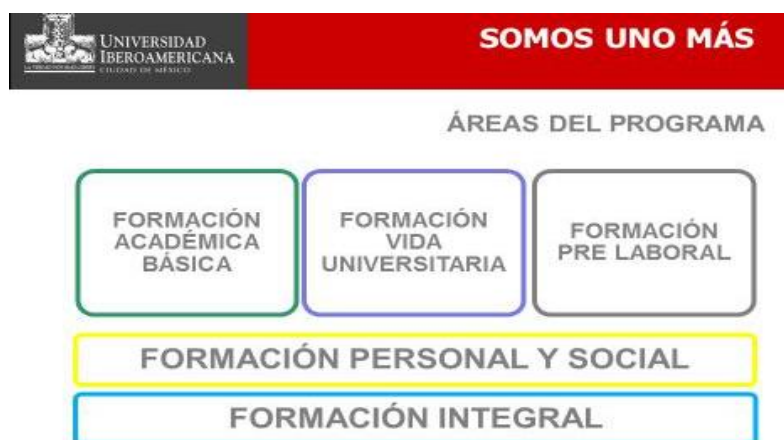 UNIVERSIDAD
IBEROAMERICANA
CIUDAD DE MÉXICO
SOMOS UNO MÁS
ÁREAS DEL PROGRAMA
FORMACIÓN
ACADÉMICA
BÁSICA
FORMACIÓN
VIDA
UNIVERSITARIA
FORMACIÓN
PRE LABORAL
FORMACIÓN PERSONAL Y SOCIAL
FORMACIÓN INTEGRAL